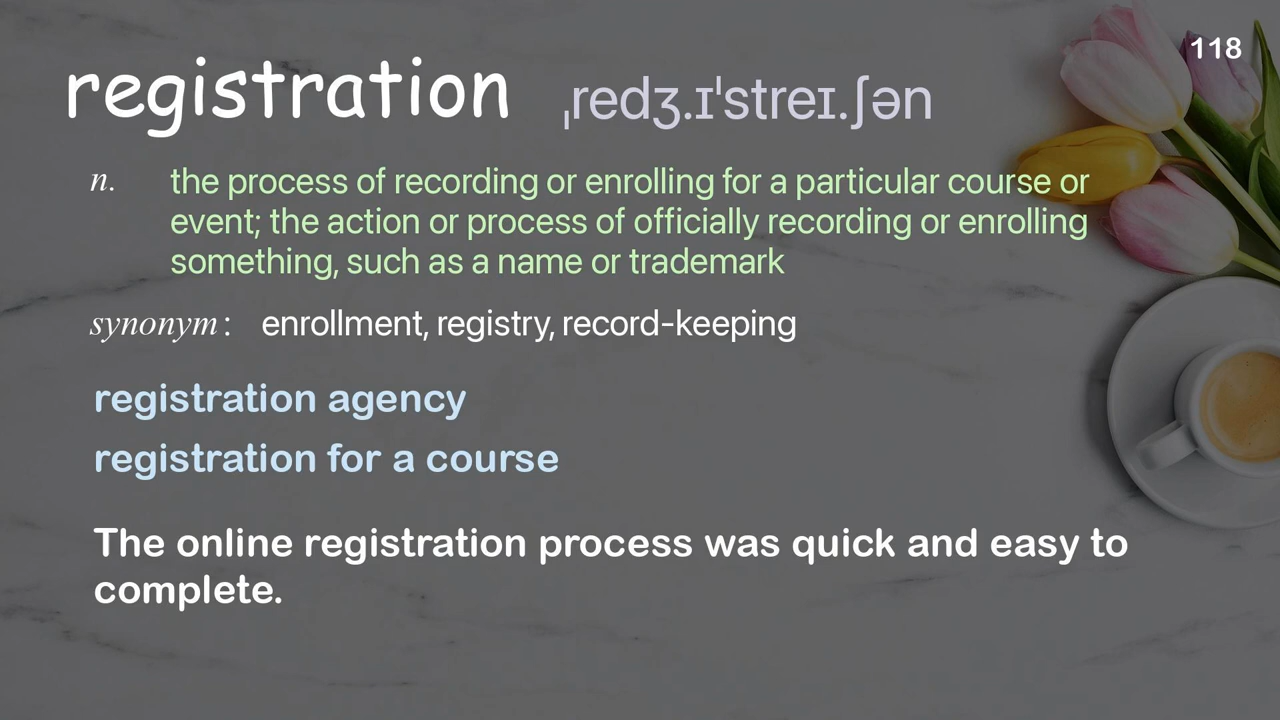 118
registration ˌredʒ.ɪˈstreɪ.ʃən
n. the process of recording or enrolling for a particular course or
event; the action or process of officially recording or enrolling
something, such as a name or trademark
synonym: enrollment, registry, record-keeping
registration agency
registration for a course
The online registration process was quick and easy to
complete.